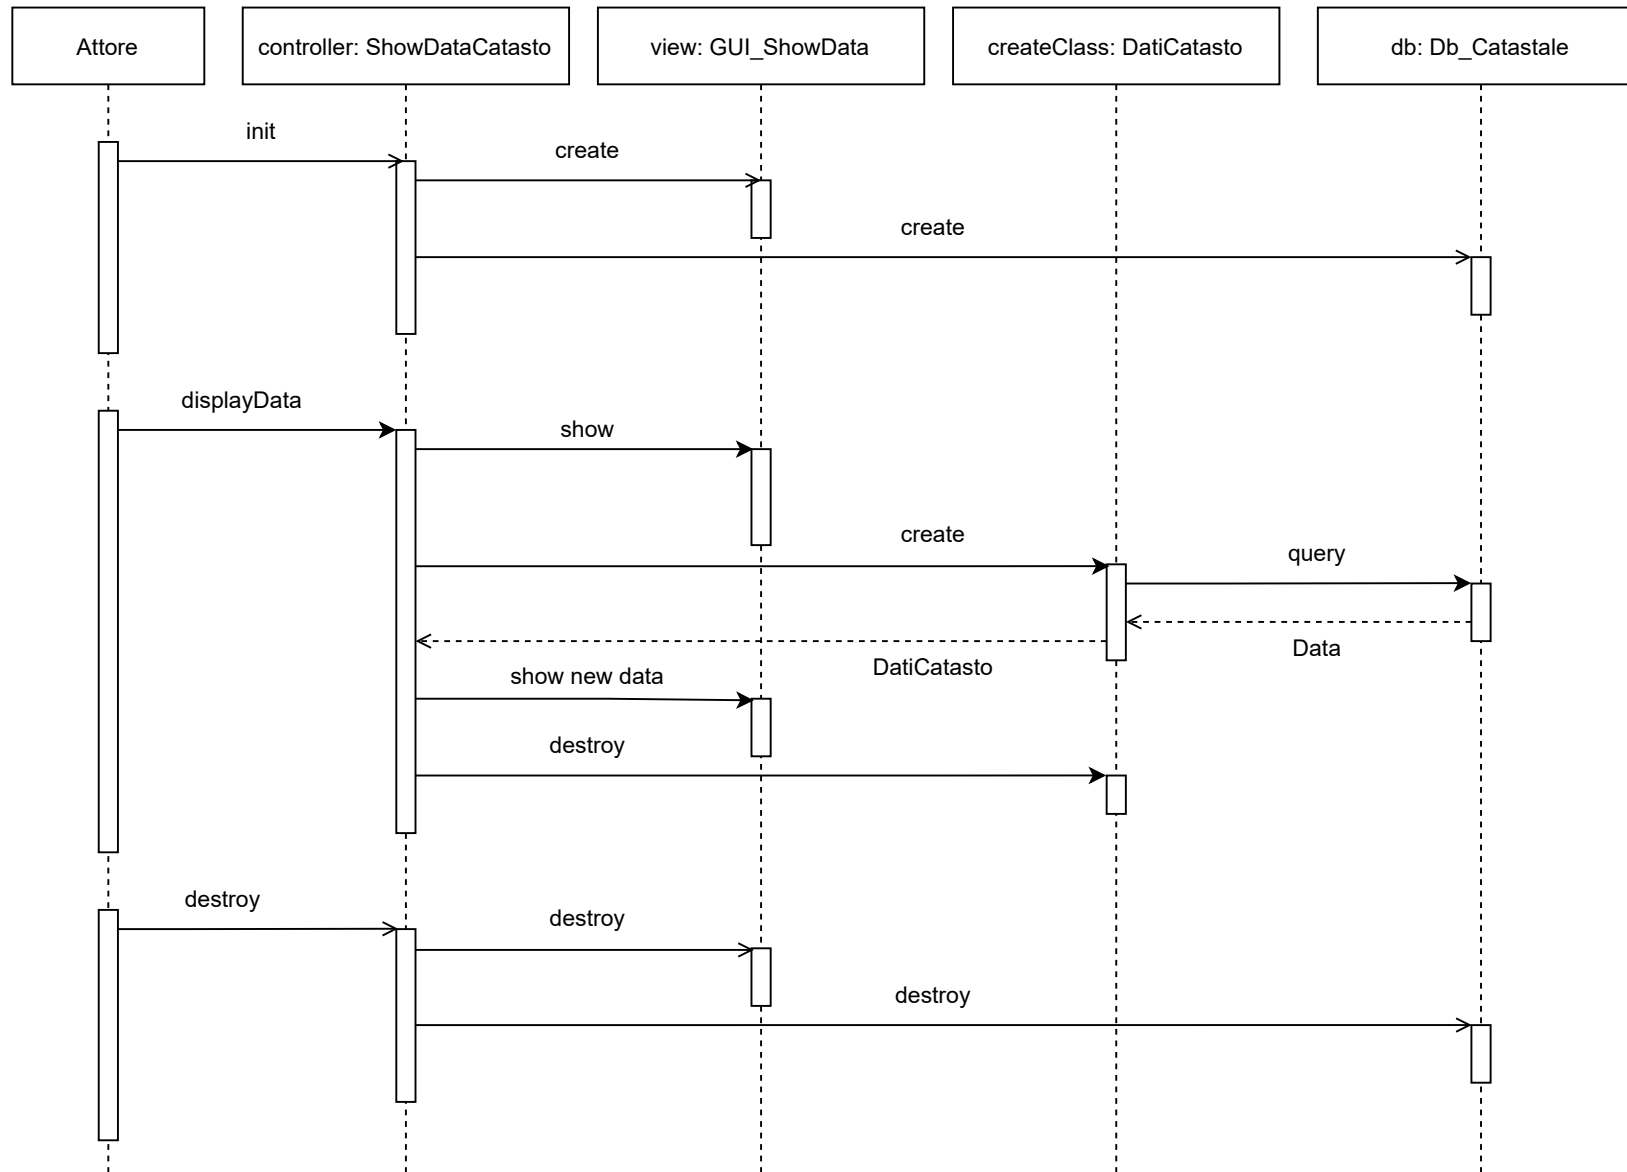 Attore
controller: ShowDataCatasto
view: GUI_ShowData
createClass: DatiCatasto
db: Db_Catastale
init
create
create
displayData
show
create
query
Data
DatiCatasto
show new data
destroy
destroy
destroy
destroy